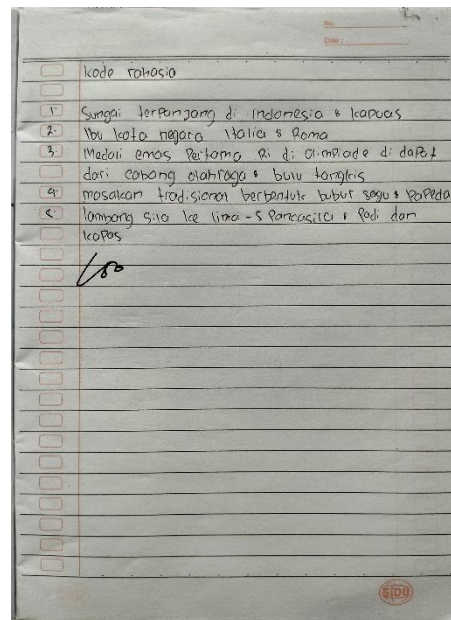 No:
Date:
kode rahasia
1. Sungai terpanjang di Indonesia : kapuas
2. Ibu kota negara Italia : Roma
3. Medali emas Pertama Ri di Olimpiade di dapat
dari cabang olahraga : bulu tangkis
4. masakan tradisional berbentuk bubur sagu : Papeda
5. lambang sila ke lima - 5 Pancasila : Padi dan
kapas
SIDU